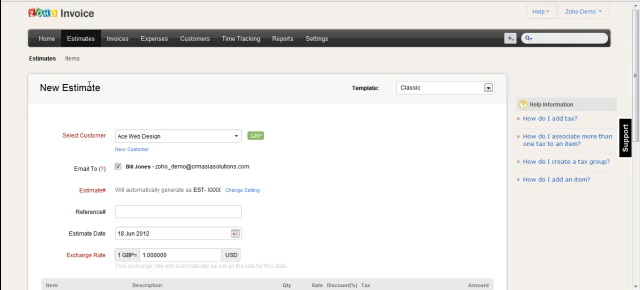 ZOHO Invoice
Help
Zoho Demo
Home Estimates Invoices Expenses Customers Time Tracking Reports Settings
Estimates Items
New Estimate
Template: Classic
Help Information
How do I add tax?
How do I associate more than
one tax to an item?
How do I create a tax group?
How do I add an item?
Support
Select Customer Ace Web Design GBP
New Customer
Email To (?) Bill Jones - zoho_demo@crmasiasolutions.com
Estimate# Will automatically generate as EST- XXXX Change Setting
Reference#
Estimate Date 18 Jun 2012
Exchange Rate 1 GBP= 1.000000 USD
This exchange rate will automatically be set as the rate for this date.
Item Description Qty Rate Discount(%) Tax Amount